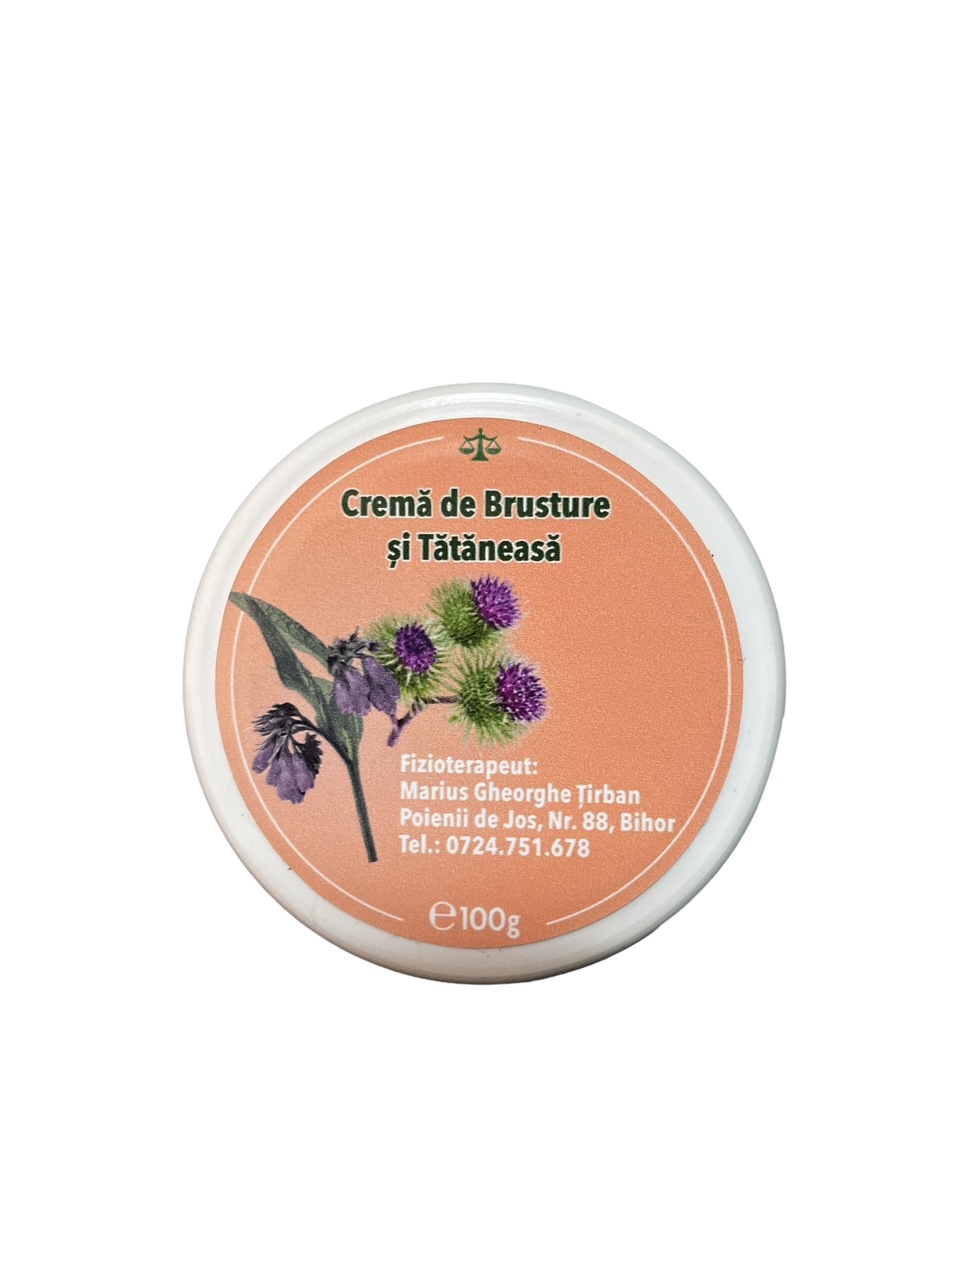 Cremă de Brusture
și Tătăneasă
Fizioterapeut:
Marius Gheorghe Țirban
Poienii de Jos, Nr. 88, Bihor
Tel.: 0724.751.678
℮100g